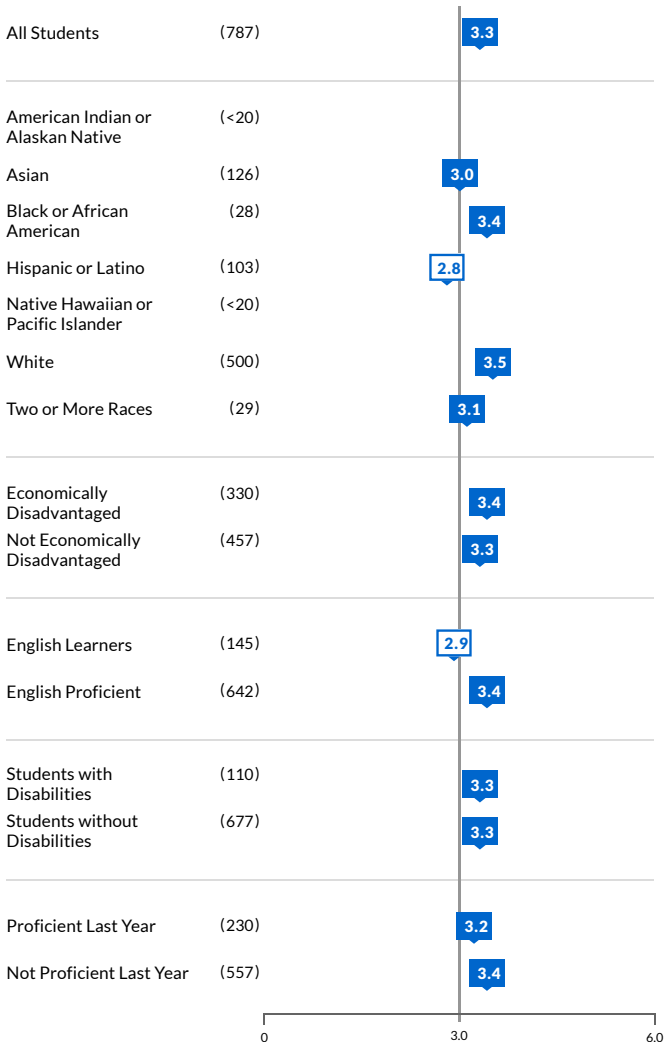 All Students (787) 3.3
American Indian or (<20)
Alaskan Native
Asian (126) 3.0
Black or African (28) 3.4
American
Hispanic or Latino (103) 2.8
Native Hawaiian or (<20)
Pacific Islander
White (500) 3.5
Two or More Races (29) 3.1
Economically (330) 3.4
Disadvantaged
Not Economically (457) 3.3
Disadvantaged
English Learners (145) 2.9
English Proficient (642) 3.4
Students with (110) 3.3
Disabilities
Students without (677) 3.3
Disabilities
Proficient Last Year (230) 3.2
Not Proficient Last Year (557) 3.4
0 3.0 6.0